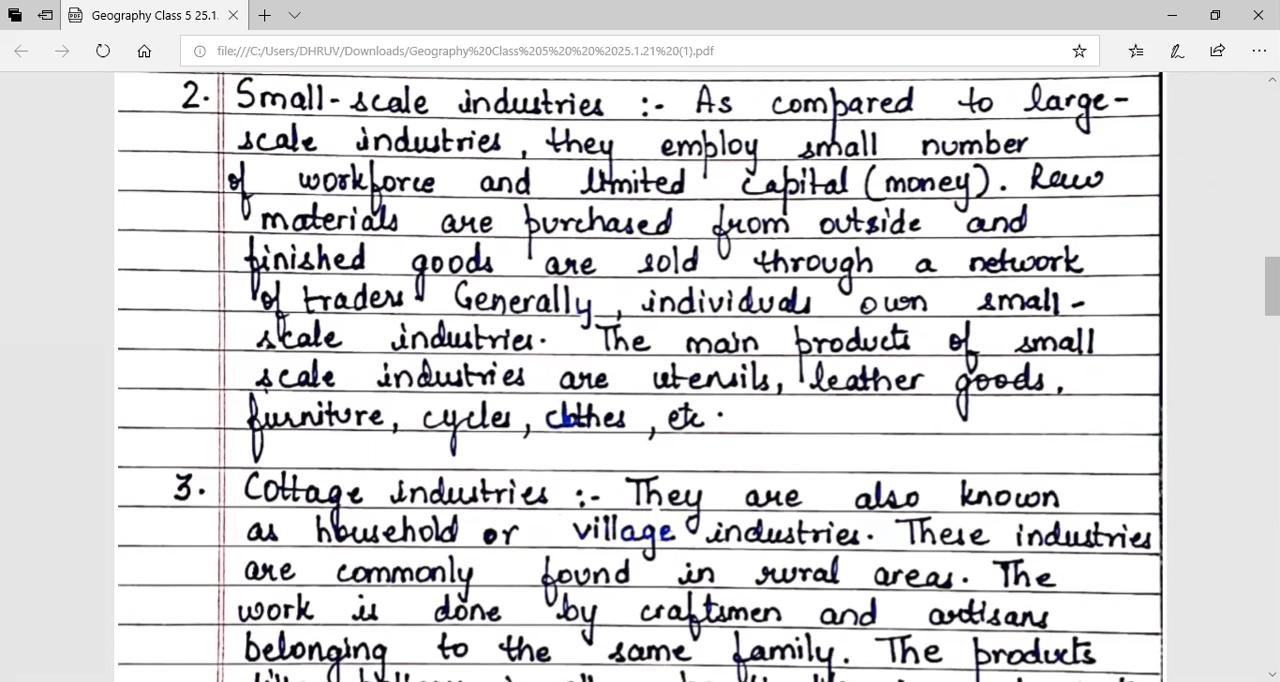 Geography Class 5 25.1.
file:///C:/Users/DHRUV/Downloads/Geography%20Class%205%20%20%2025.1.21%20(1).pdf
2. Small-scale industries :- As compared to large-
scale industries, they employ small number
of workforce and limited capital (money). Raw
materials are purchased from outside and
finished goods are sold through a network
of traders Generally, individuals own small-
scale industries. The main products of small
scale industries are utensils, leather goods,
furniture, cycles, clothes, etc.
3. Cottage industries :- They are also known
as household or village industries. These industries
are commonly found in rural areas. The
work is done by craftsmen and artisans
belonging to the same family. The products